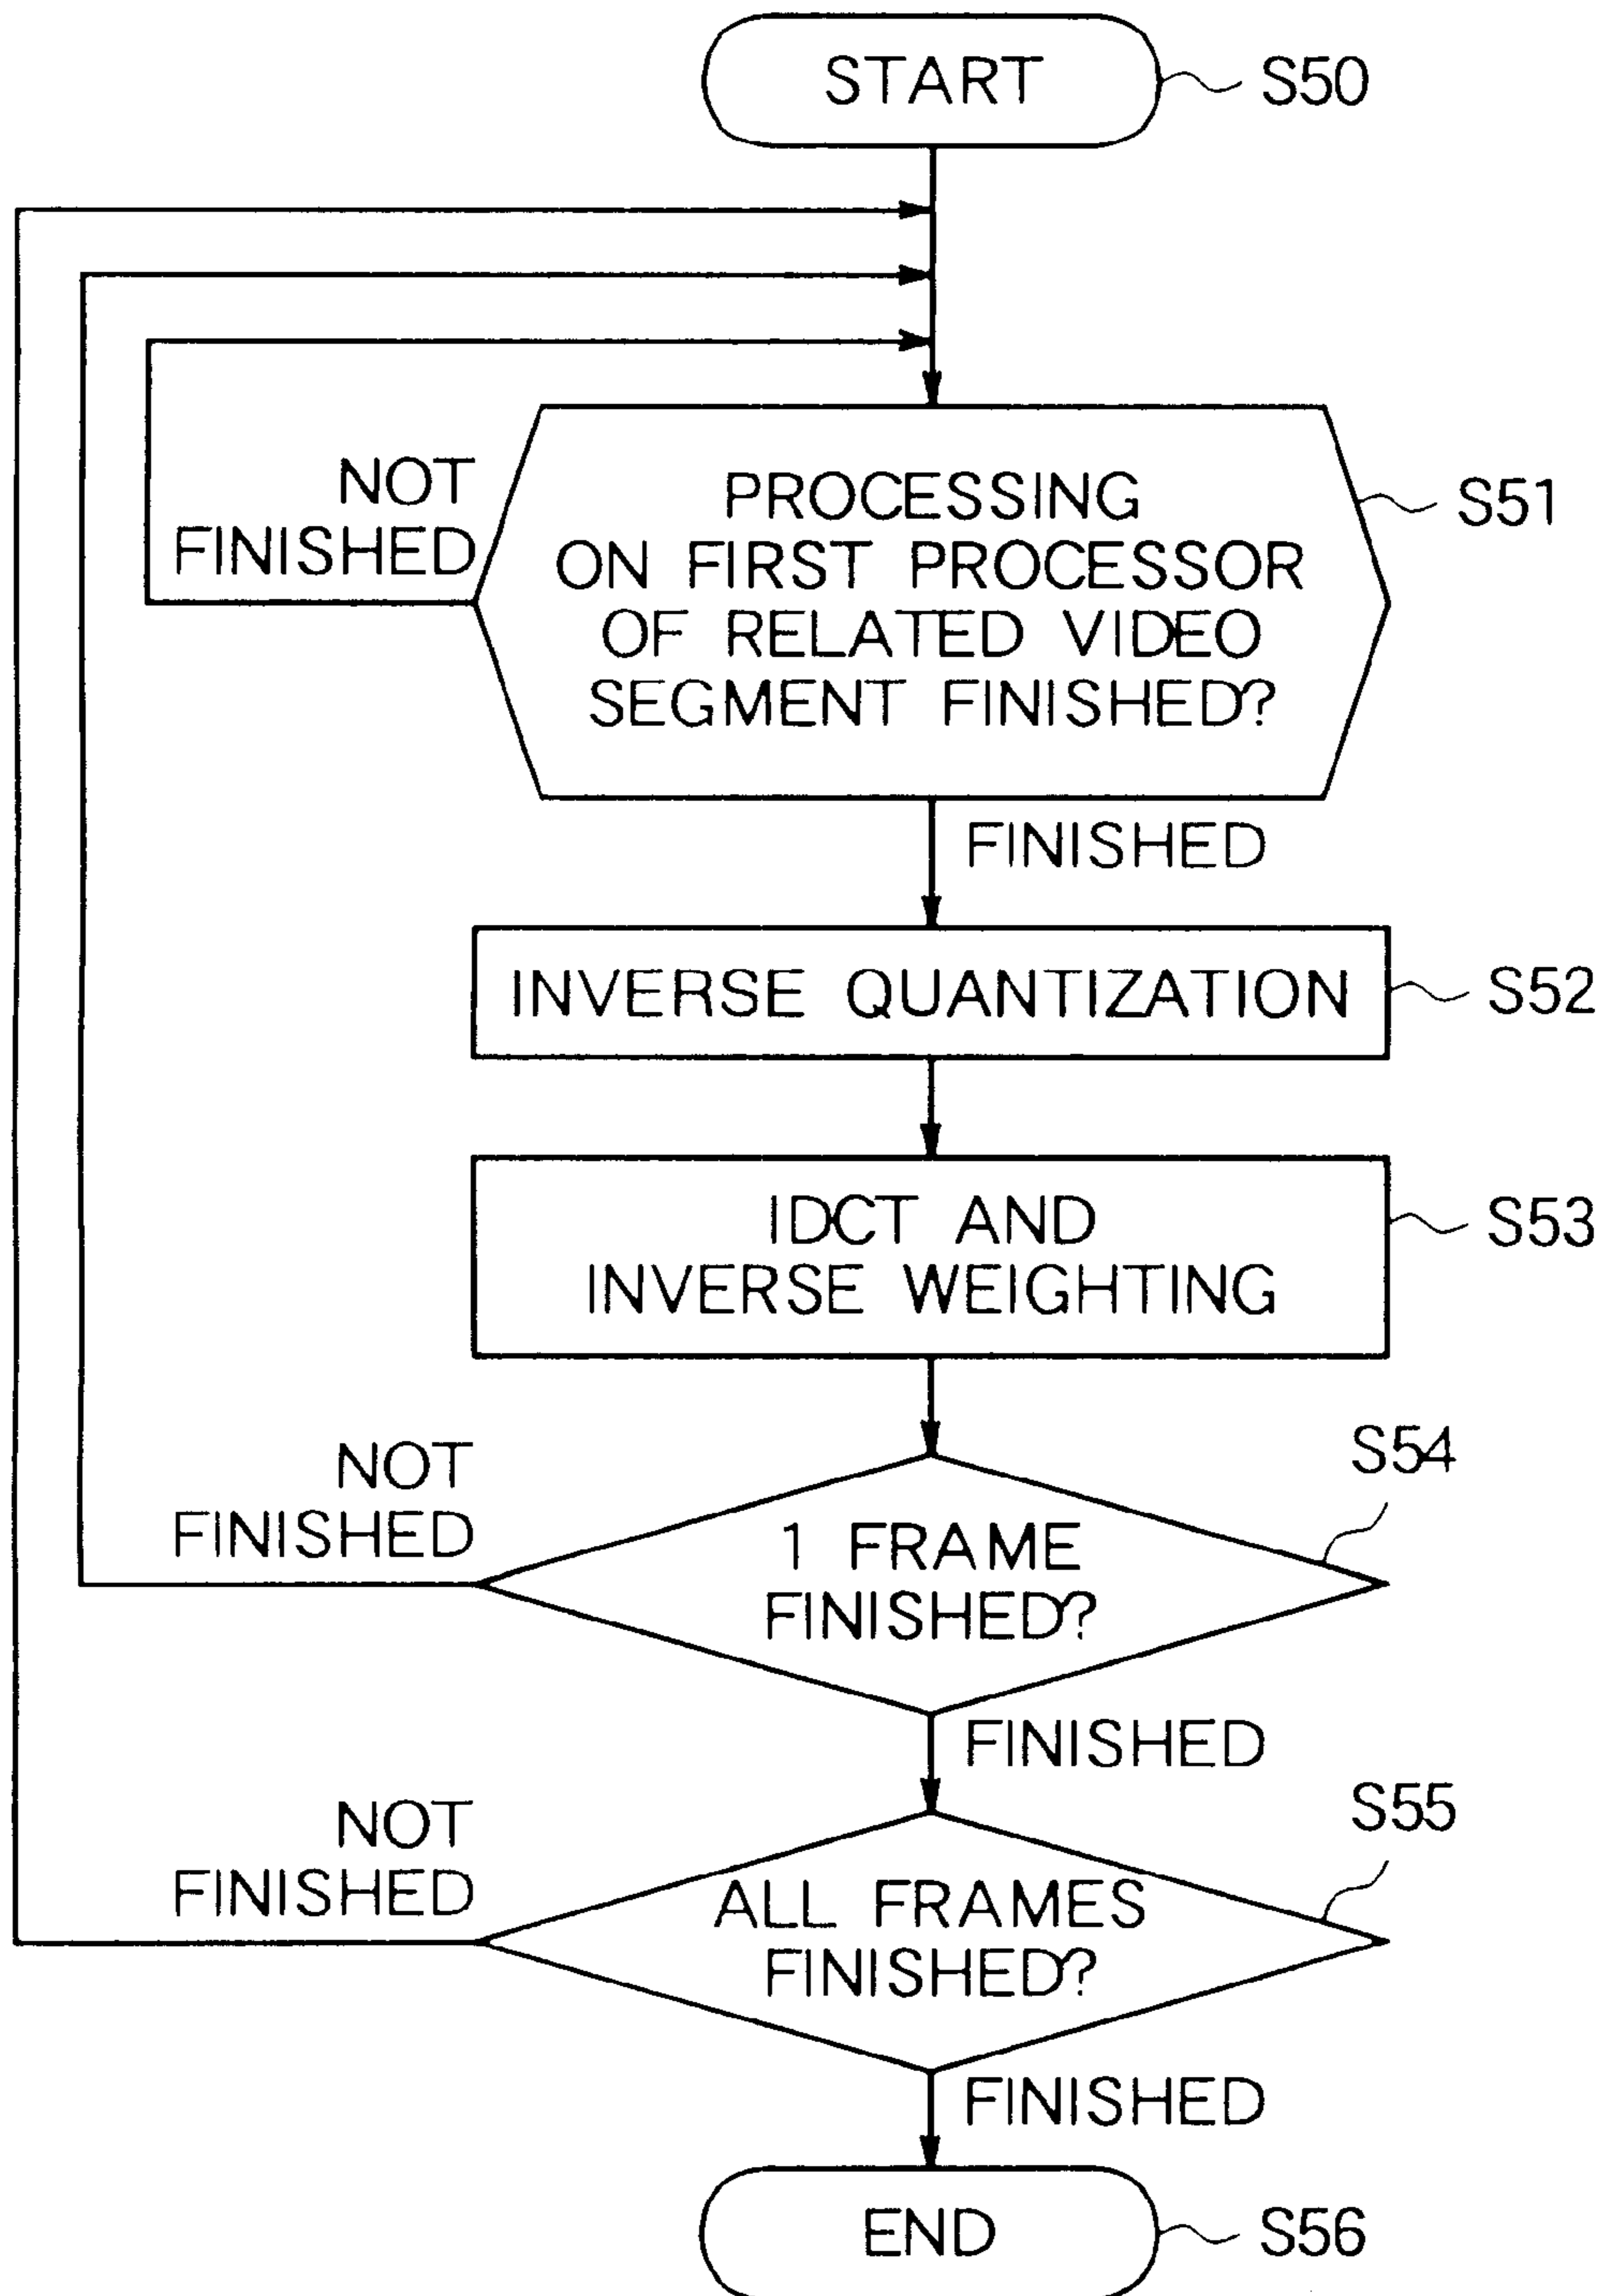 START
S50
NOT
FINISHED
PROCESSING
ON FIRST PROCESSOR
OF RELATED VIDEO
SEGMENT FINISHED?
S51
FINISHED
INVERSE QUANTIZATION
S52
IDCT AND
INVERSE WEIGHTING
S53
NOT
FINISHED
1 FRAME
FINISHED?
S54
FINISHED
NOT
FINISHED
ALL FRAMES
FINISHED?
S55
FINISHED
END
S56